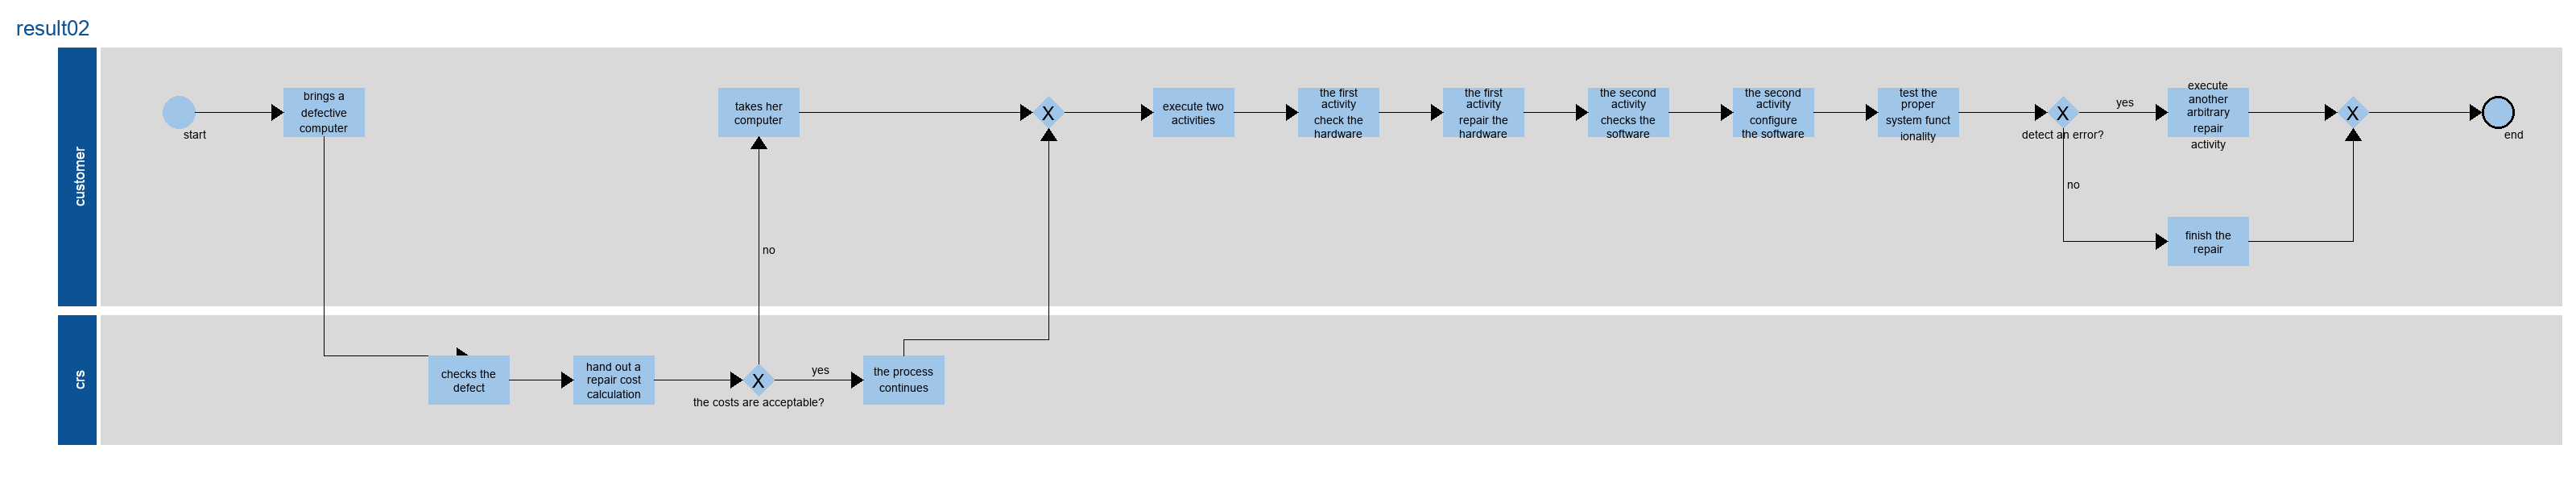 result02
customer
start
brings a
defective
computer
takes her
computer
X
execute two
activities
the first
activity
check the
hardware
the first
activity
repair the
hardware
the second
activity
checks the
software
the second
activity
configure
the software
test the
proper
system funct
ionality
X
detect an error?
yes
no
execute
another
arbitrary
repair
activity
finish the
repair
X
end
no
crs
checks the
defect
hand out a
repair cost
calculation
X
the costs are acceptable?
yes
the process
continues